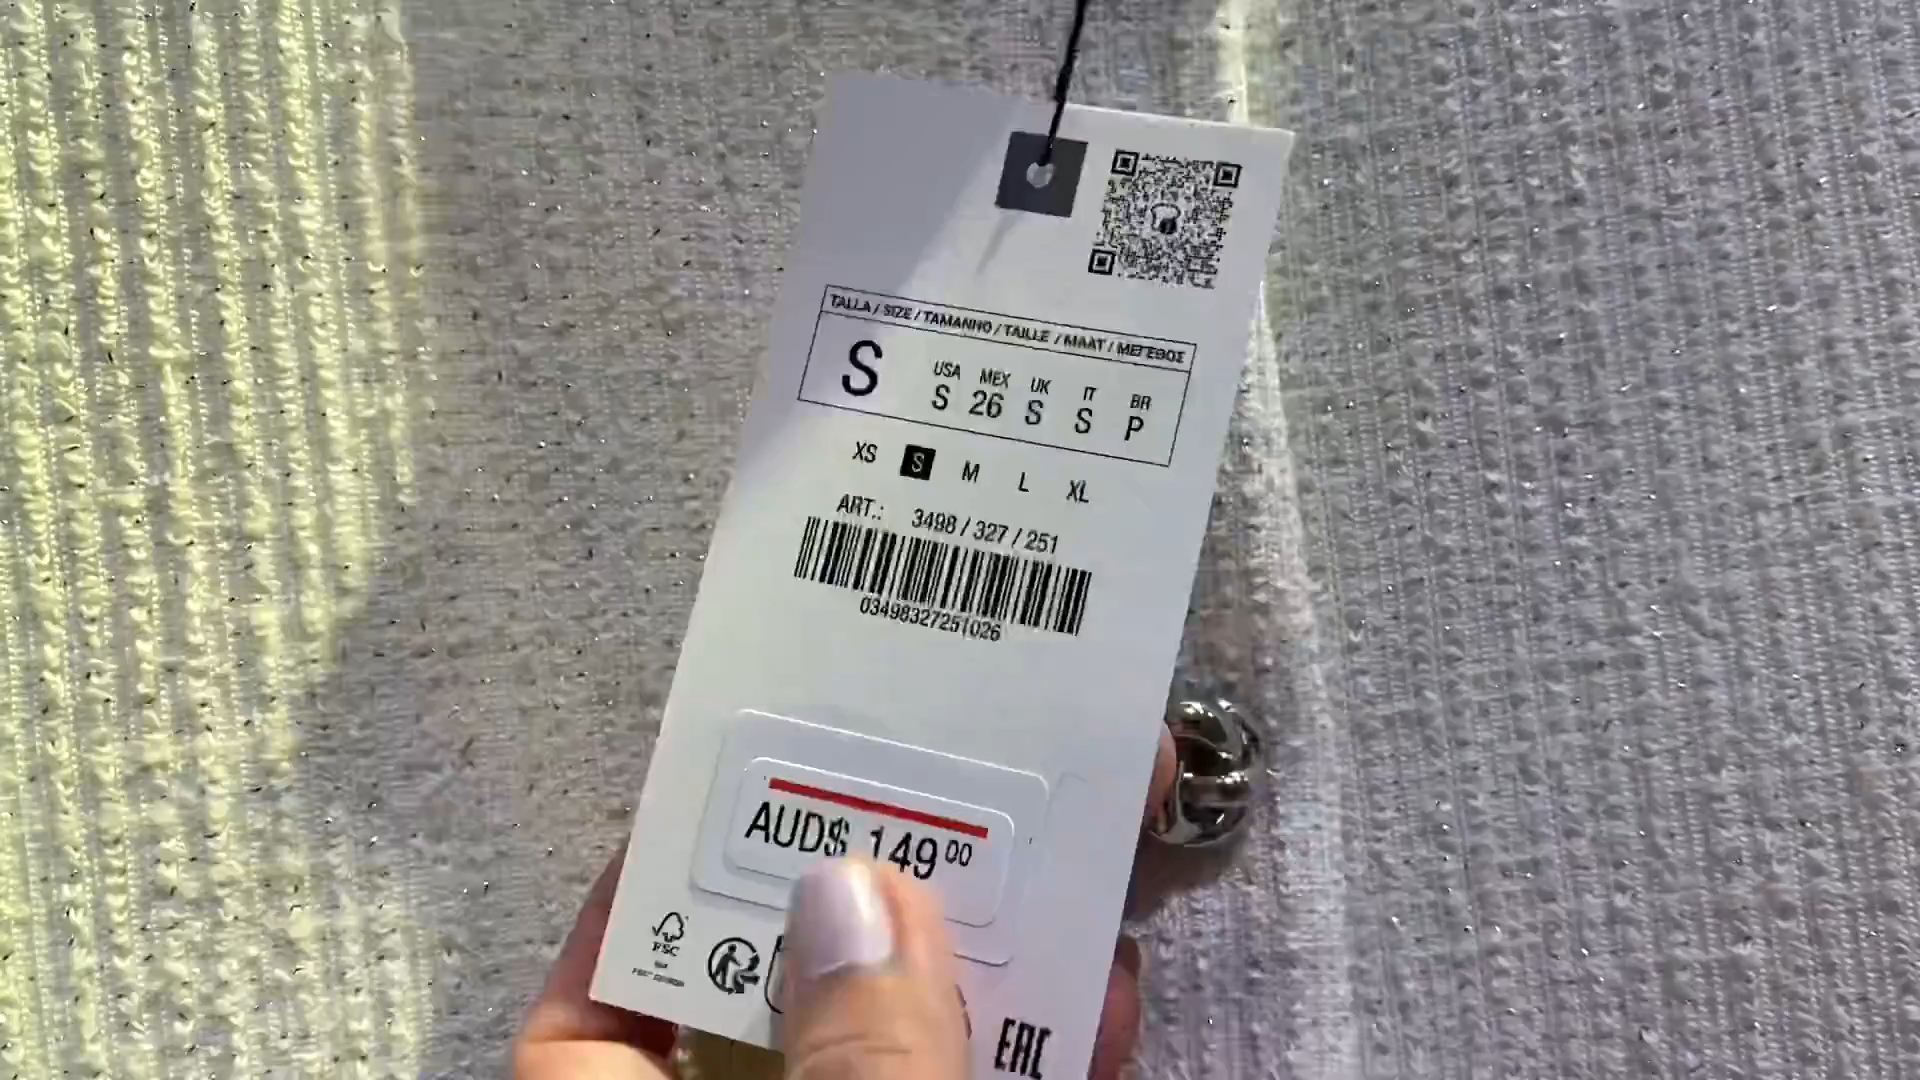 TALLA / SIZE / TAMANHO / TAILLE / MAAT / ΜΕΓΕΘΟΣ
S
USA MEX UK IT BR
S 26 S S P
XS S M L XL
ART.: 3498 / 327 / 251
03498327251026
AUD$ 149 00
FSC
EAC